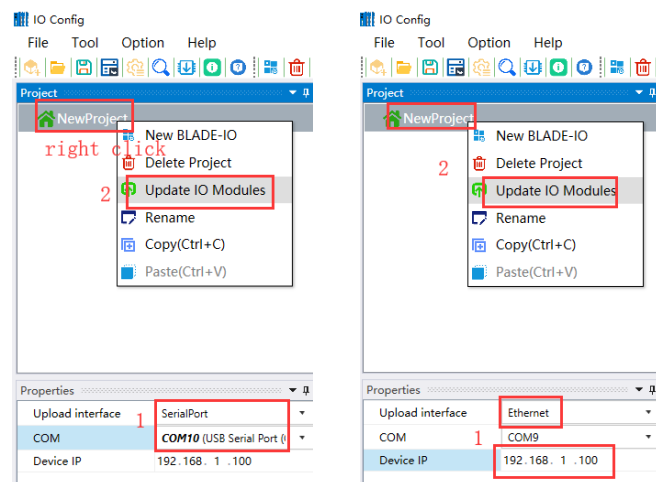 IO Config
File Tool Option Help
Project
NewProject
right click
New BLADE-IO
Delete Project
2
Update IO Modules
Rename
Copy(Ctrl+C)
Paste(Ctrl+V)
Properties
Upload interface
1
SerialPort
COM
COM10 (USB Serial Port (
Device IP
192.168. 1 .100
IO Config
File Tool Option Help
Project
NewProject
New BLADE-IO
2
Delete Project
Update IO Modules
Rename
Copy(Ctrl+C)
Paste(Ctrl+V)
Properties
Upload interface
Ethernet
COM
1
COM9
Device IP
192.168. 1 .100